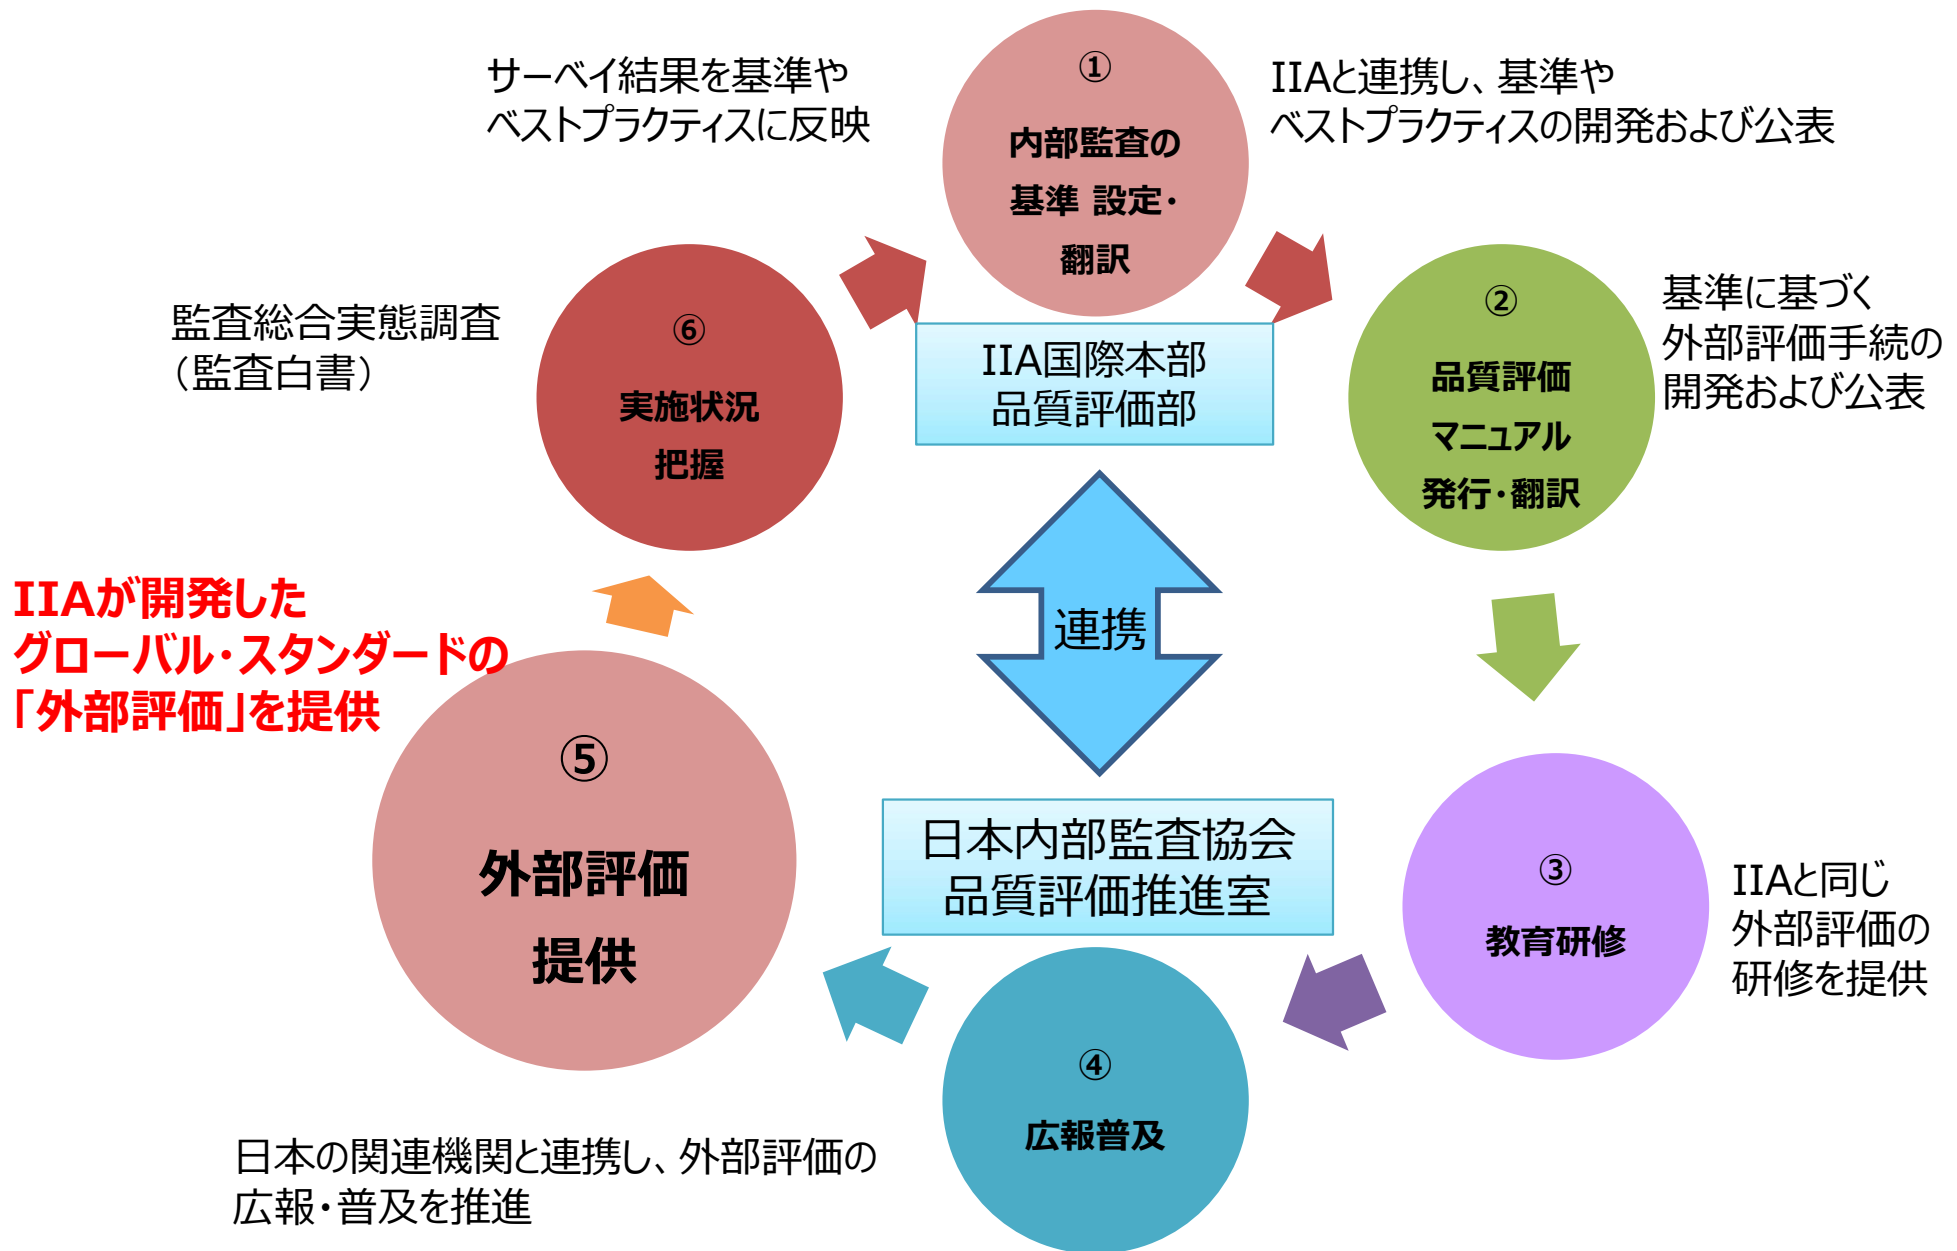 サーベイ結果を基準や
ベストプラクティスに反映
①
内部監査の
基準 設定・
翻訳
IIAと連携し、基準や
ベストプラクティスの開発および公表
②
品質評価
マニュアル
発行・翻訳
基準に基づく
外部評価手続の
開発および公表
監査総合実態調査
（監査白書）
⑥
実施状況
把握
IIA国際本部
品質評価部
連携
日本内部監査協会
品質評価推進室
IIAが開発した
グローバル・スタンダードの
「外部評価」を提供
⑤
外部評価
提供
③
教育研修
IIAと同じ
外部評価の
研修を提供
④
広報普及
日本の関連機関と連携し、外部評価の
広報・普及を推進